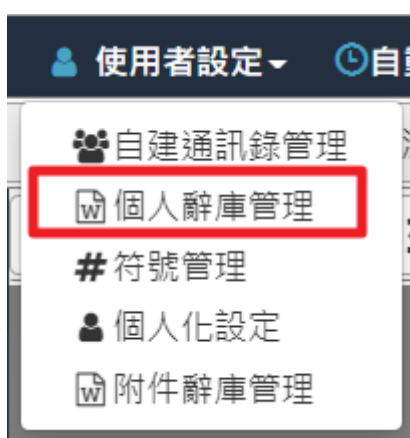 使用者設定 自
自建通訊錄管理
個人辭庫管理
#符號管理
個人化設定
附件辭庫管理